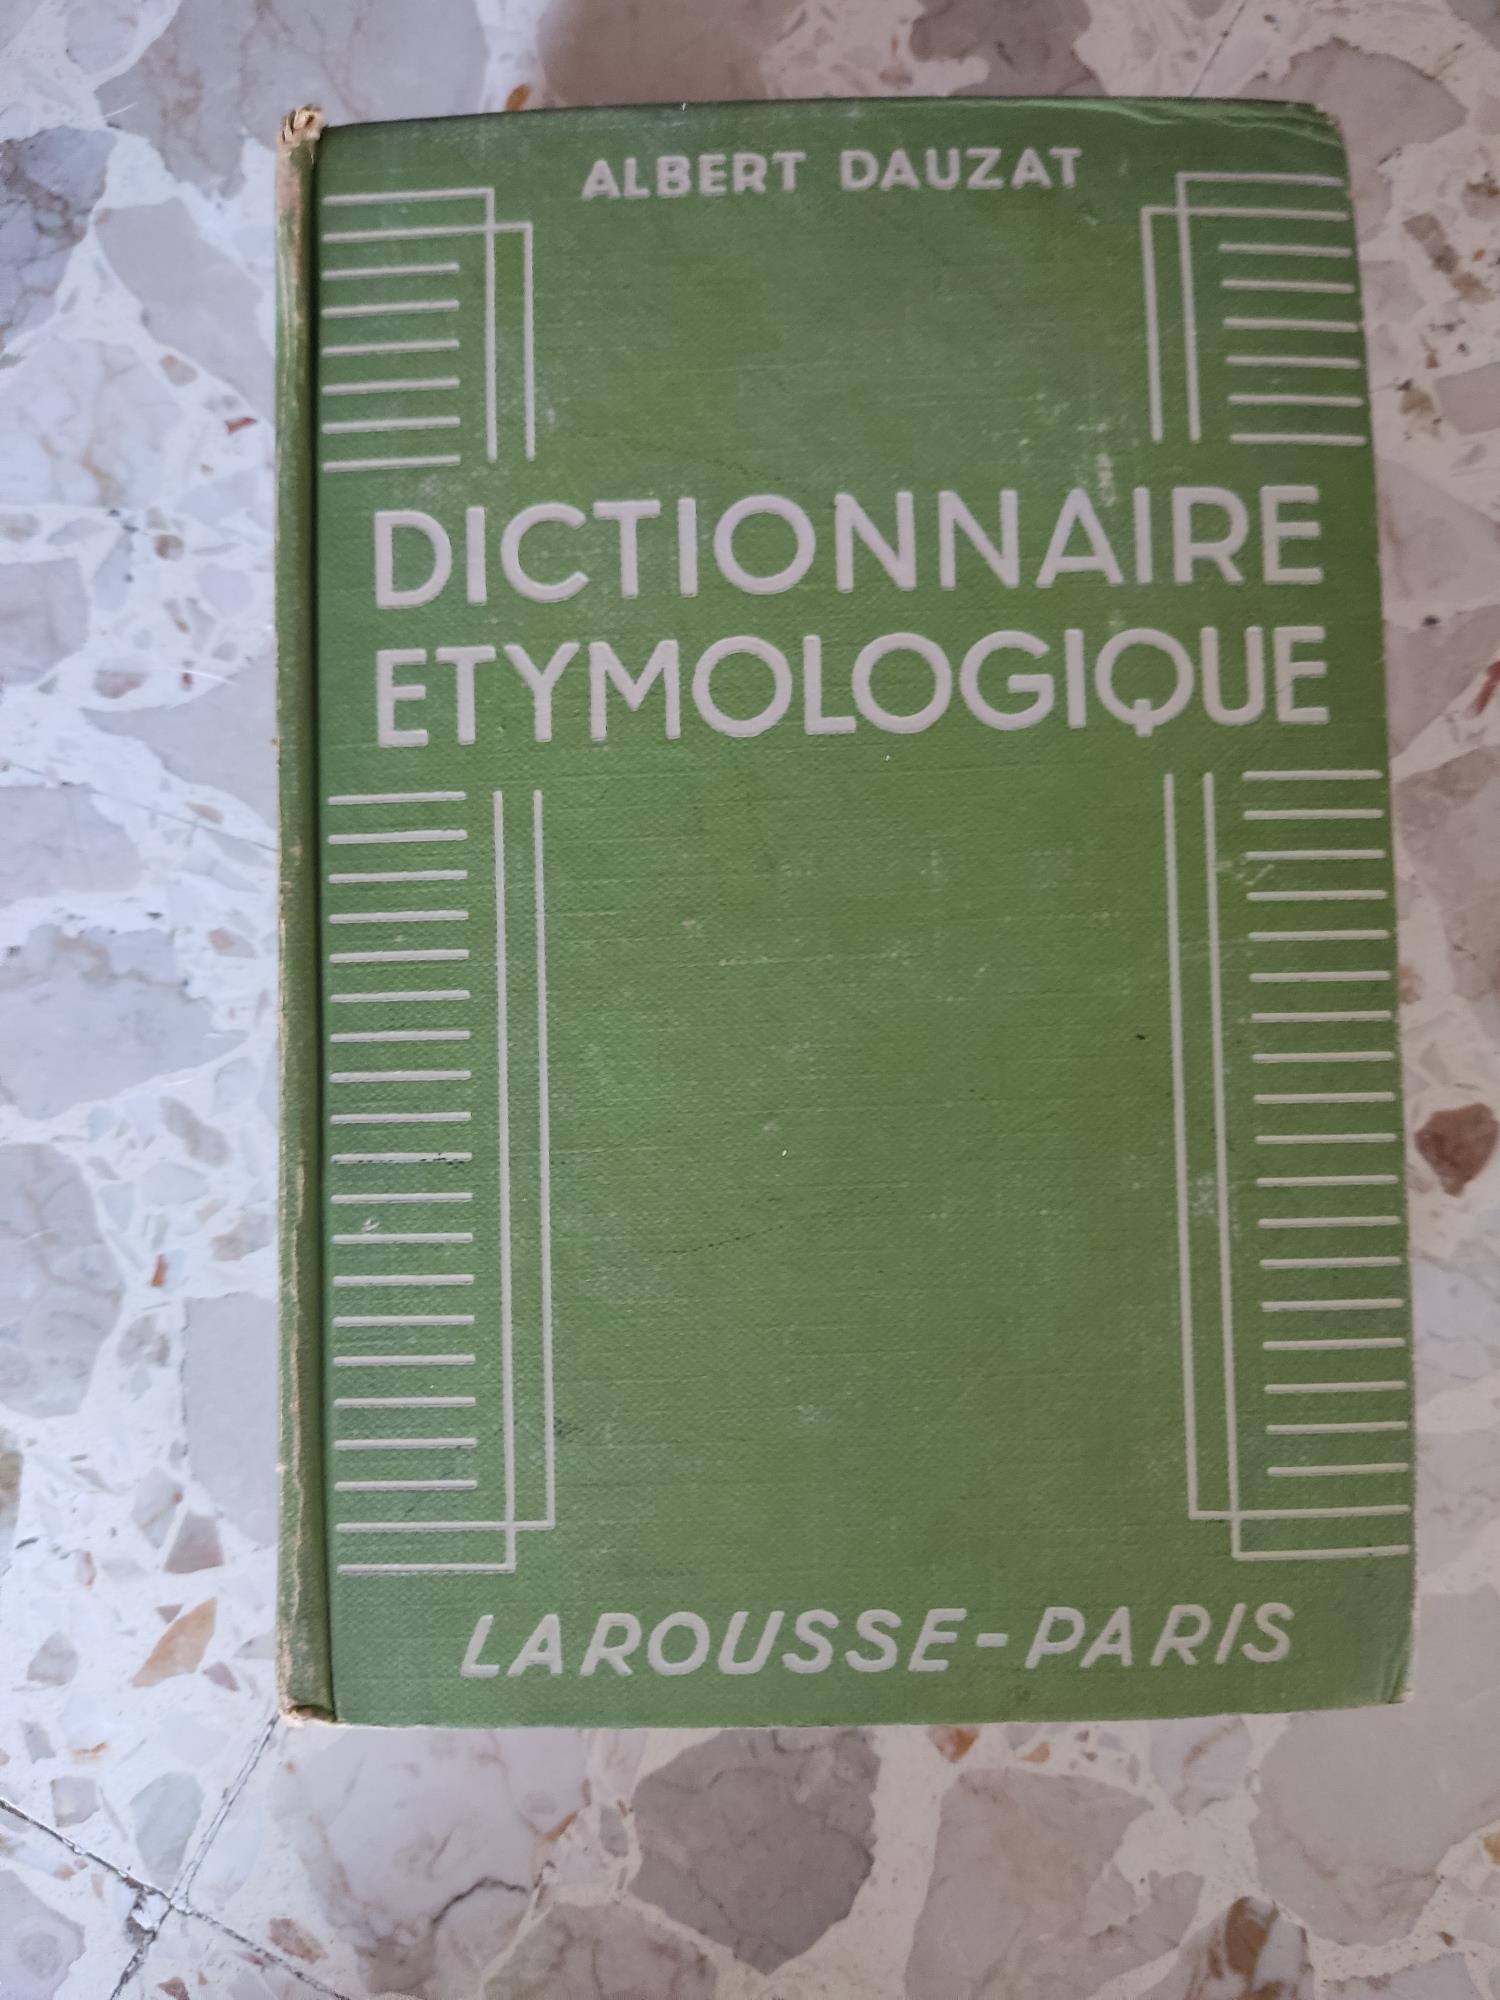 ALBERT DAUZAT
DICTIONNAIRE
ETYMOLOGIQUE
LAROUSSE-PARIS